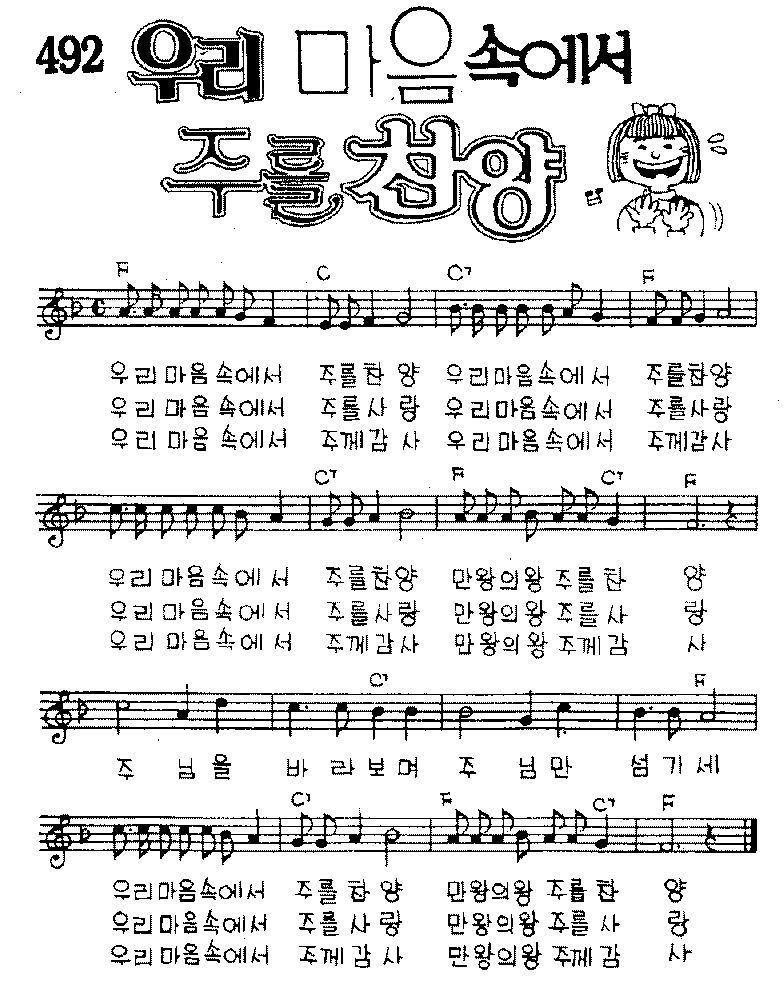 492 우리 마음속에서
주를 찬양
F C C7 F
우리마음속에서 주를찬양 우리마음속에서 주를찬양
우리마음속에서 주를사랑 우리마음속에서 주를사랑
우리마음속에서 주께감사 우리마음속에서 주께감사
C7 F C7 F
우리마음속에서 주를찬양 만왕의왕 주를찬 양
우리마음속에서 주를사랑 만왕의왕 주를사 랑
우리마음속에서 주께감사 만왕의왕 주께감 사
C7 F
주 님을 바라보며 주 님만 섬기세
C7 F C7 F
우리마음속에서 주를찬양 만왕의왕 주를찬 양
우리마음속에서 주를사랑 만왕의왕 주를사 랑
우리마음속에서 주께감사 만왕의왕 주께감 사